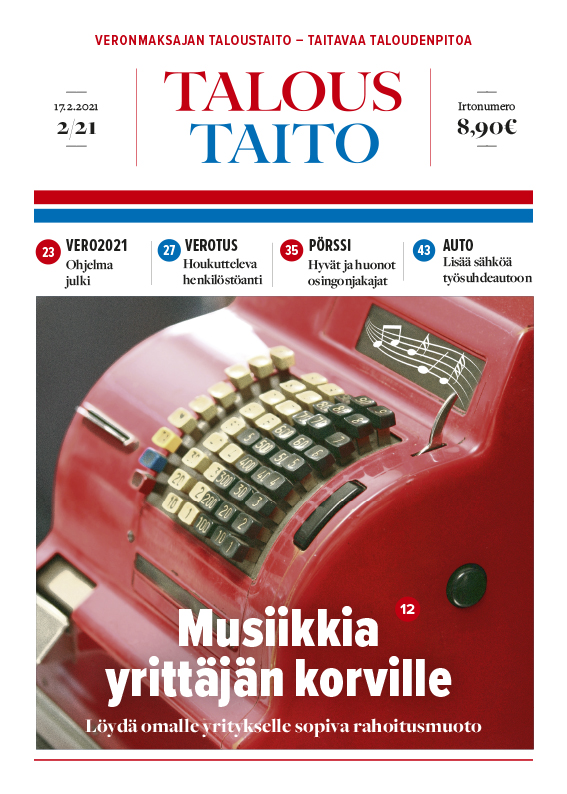 VERONMAKSAJAN TALOUSTAITO – TAITAVAA TALOUDENPITOA
17.2.2021
2/21
TALOUS
TAITO
Irtonumero
8,90€
23 VERO2021
Ohjelma
julki
27 VEROTUS
Houkutteleva
henkilöstöanti
35 PÖRSSI
Hyvät ja huonot
osingonjakajat
43 AUTO
Lisää sähköä
työsuhdeautoon
Musiikkia 12
yrittäjän korville
Löydä omalle yritykselle sopiva rahoitusmuoto